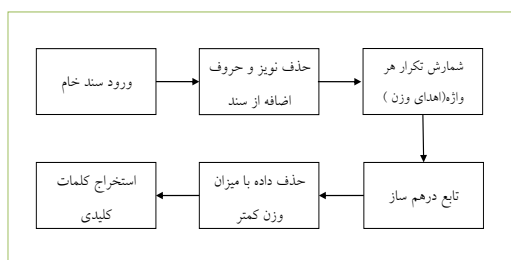 ورود سند خام
حذف نویز و حروف
اضافه از سند
شمارش تکرار هر
واژه(اهدای وزن )
تابع درهم ساز
حذف داده با میزان
وزن کمتر
استخراج کلمات
کلیدی